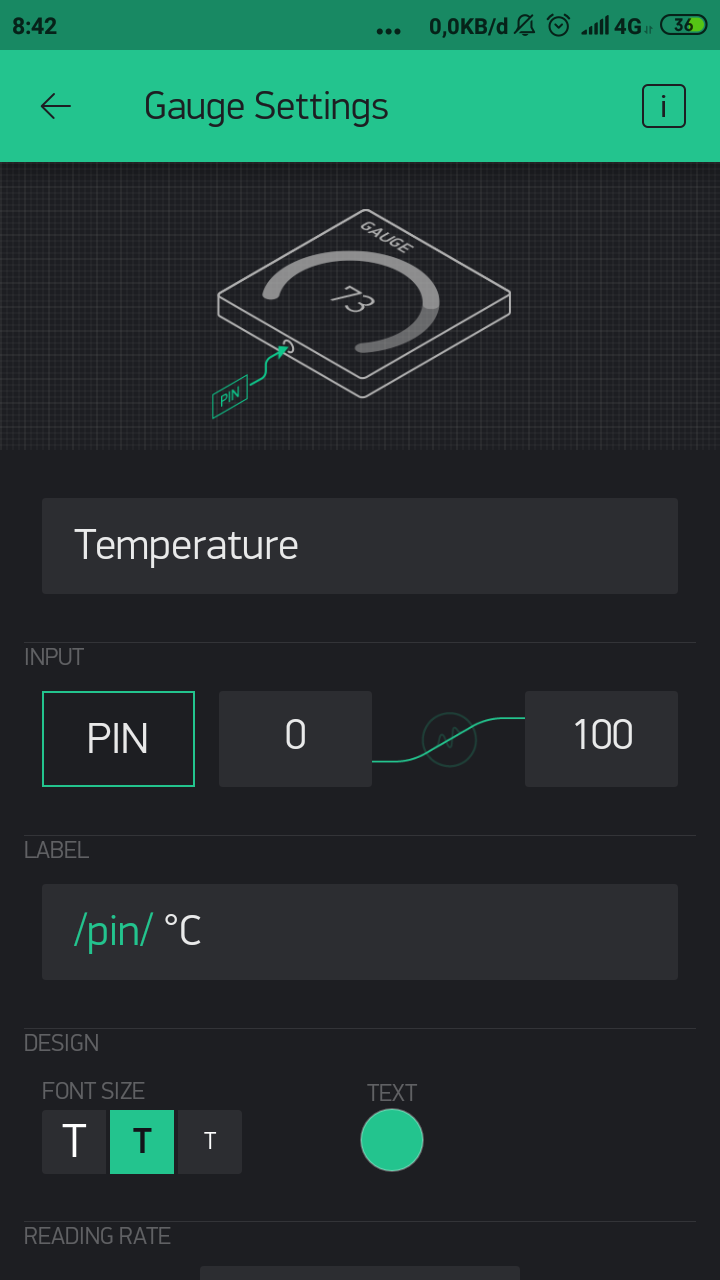 8:42 ... 0,0KB/d 4G 36
Gauge Settings i
GAUGE
73
PIN
Temperature
INPUT
PIN 0 100
LABEL
/pin/ °C
DESIGN
FONT SIZE TEXT
T T T
READING RATE